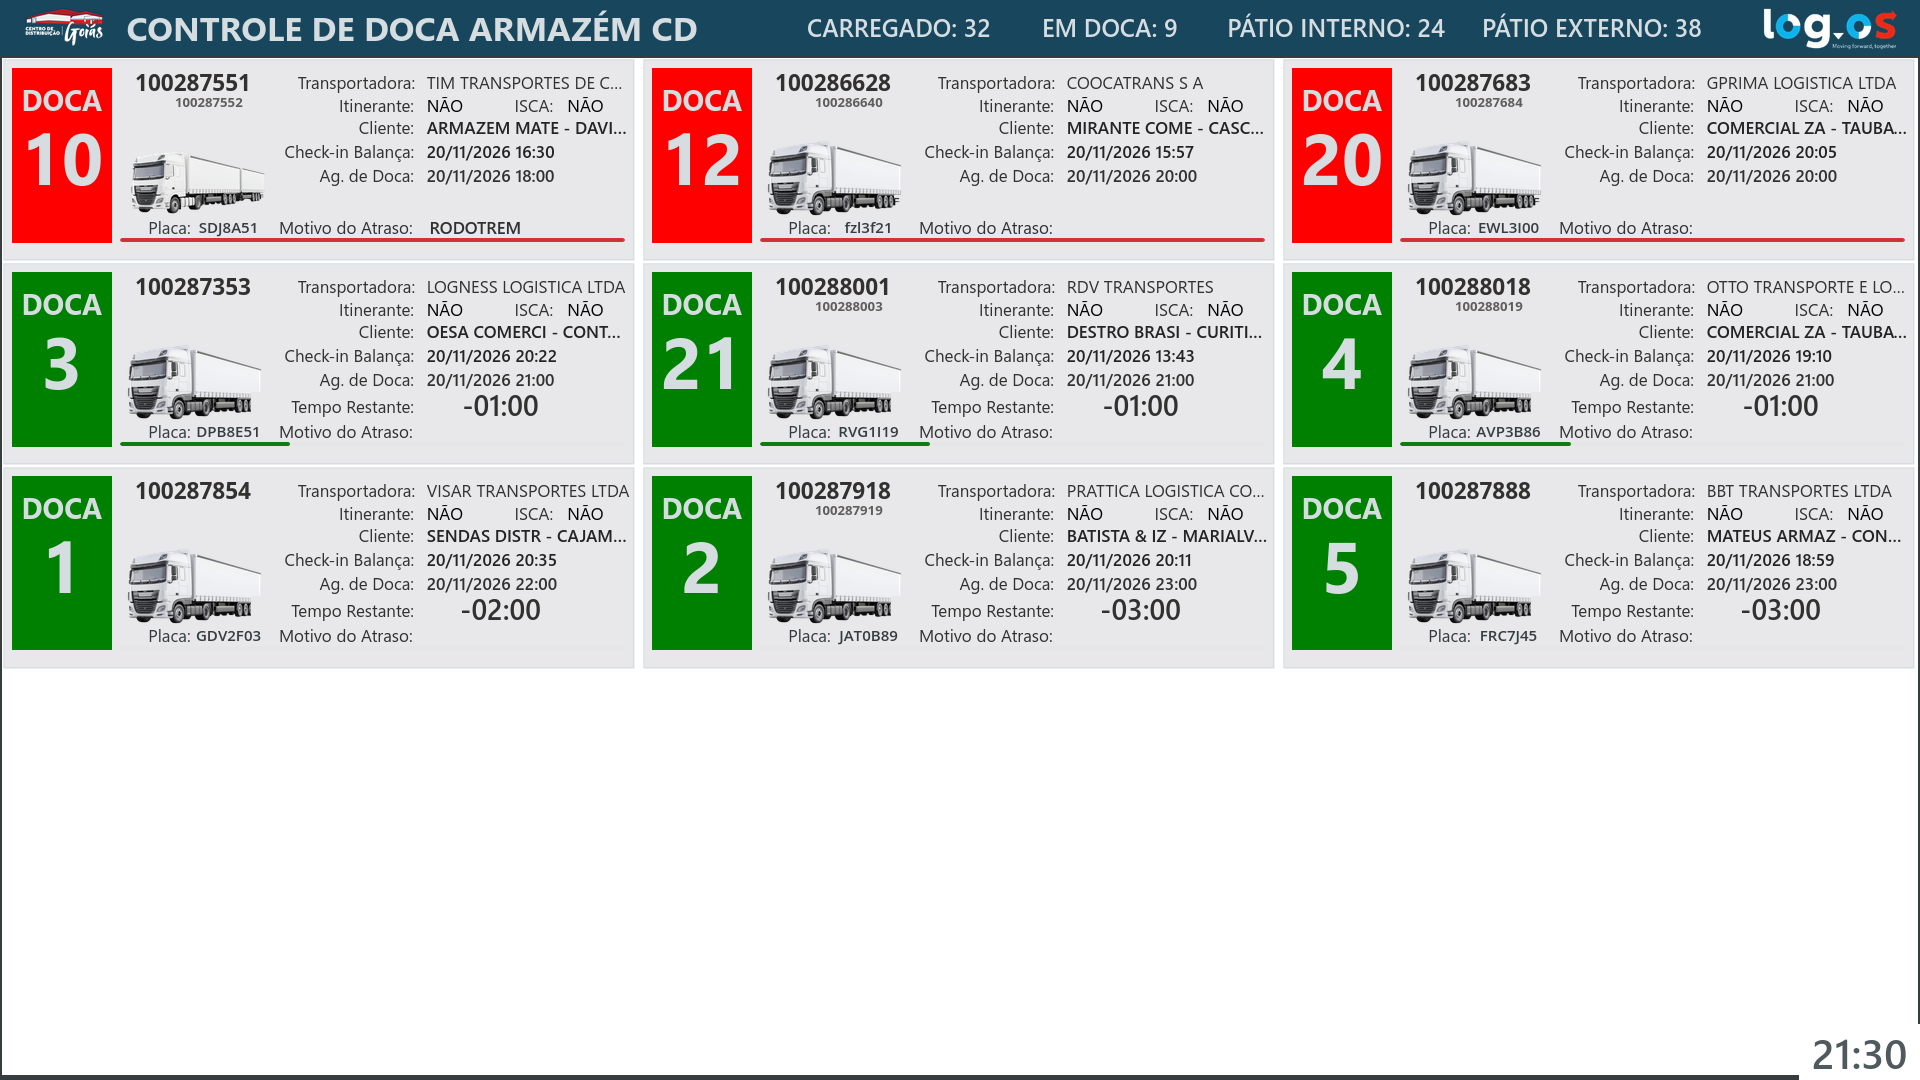 CENTRO DE DISTRIBUIÇÃO Goiás
CONTROLE DE DOCA ARMAZÉM CD
CARREGADO: 32
EM DOCA: 9
PÁTIO INTERNO: 24
PÁTIO EXTERNO: 38
log.os
Moving forward, together
DOCA
10
100287551
100287552
Transportadora: TIM TRANSPORTES DE C...
Itinerante: NÃO ISCA: NÃO
Cliente: ARMAZEM MATE - DAVI...
Check-in Balança: 20/11/2026 16:30
Ag. de Doca: 20/11/2026 18:00
Placa: SDJ8A51 Motivo do Atraso: RODOTREM
DOCA
12
100286628
100286640
Transportadora: COOCATRANS S A
Itinerante: NÃO ISCA: NÃO
Cliente: MIRANTE COME - CASC...
Check-in Balança: 20/11/2026 15:57
Ag. de Doca: 20/11/2026 20:00
Placa: fzl3f21 Motivo do Atraso:
DOCA
20
100287683
100287684
Transportadora: GPRIMA LOGISTICA LTDA
Itinerante: NÃO ISCA: NÃO
Cliente: COMERCIAL ZA - TAUBA...
Check-in Balança: 20/11/2026 20:05
Ag. de Doca: 20/11/2026 20:00
Placa: EWL3I00 Motivo do Atraso:
DOCA
3
100287353
Transportadora: LOGNESS LOGISTICA LTDA
Itinerante: NÃO ISCA: NÃO
Cliente: OESA COMERCI - CONT...
Check-in Balança: 20/11/2026 20:22
Ag. de Doca: 20/11/2026 21:00
Tempo Restante: -01:00
Placa: DPB8E51 Motivo do Atraso:
DOCA
21
100288001
100288003
Transportadora: RDV TRANSPORTES
Itinerante: NÃO ISCA: NÃO
Cliente: DESTRO BRASI - CURITI...
Check-in Balança: 20/11/2026 13:43
Ag. de Doca: 20/11/2026 21:00
Tempo Restante: -01:00
Placa: RVG1I19 Motivo do Atraso:
DOCA
4
100288018
100288019
Transportadora: OTTO TRANSPORTE E LO...
Itinerante: NÃO ISCA: NÃO
Cliente: COMERCIAL ZA - TAUBA...
Check-in Balança: 20/11/2026 19:10
Ag. de Doca: 20/11/2026 21:00
Tempo Restante: -01:00
Placa: AVP3B86 Motivo do Atraso:
DOCA
1
100287854
Transportadora: VISAR TRANSPORTES LTDA
Itinerante: NÃO ISCA: NÃO
Cliente: SENDAS DISTR - CAJAM...
Check-in Balança: 20/11/2026 20:35
Ag. de Doca: 20/11/2026 22:00
Tempo Restante: -02:00
Placa: GDV2F03 Motivo do Atraso:
DOCA
2
100287918
100287919
Transportadora: PRATTICA LOGISTICA CO...
Itinerante: NÃO ISCA: NÃO
Cliente: BATISTA & IZ - MARIALV...
Check-in Balança: 20/11/2026 20:11
Ag. de Doca: 20/11/2026 23:00
Tempo Restante: -03:00
Placa: JAT0B89 Motivo do Atraso:
DOCA
5
100287888
Transportadora: BBT TRANSPORTES LTDA
Itinerante: NÃO ISCA: NÃO
Cliente: MATEUS ARMAZ - CON...
Check-in Balança: 20/11/2026 18:59
Ag. de Doca: 20/11/2026 23:00
Tempo Restante: -03:00
Placa: FRC7J45 Motivo do Atraso:
21:30